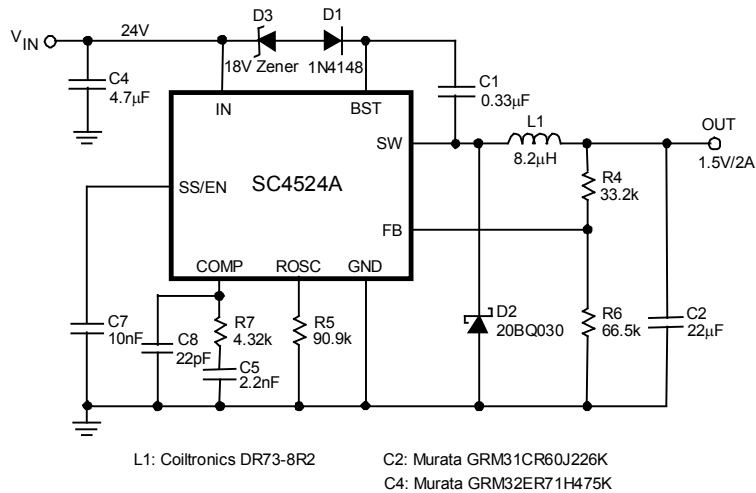 D3
D1
V IN
24V
18V Zener
1N4148
C4
4.7μF
C1
0.33μF
IN
BST
SW
L1
8.2μH
OUT
1.5V/2A
SS/EN
SC4524A
R4
33.2k
FB
COMP
ROSC
GND
C7
10nF
C8
22pF
R7
4.32k
C5
2.2nF
R5
90.9k
D2
20BQ030
R6
66.5k
C2
22μF
L1: Coiltronics DR73-8R2
C2: Murata GRM31CR60J226K
C4: Murata GRM32ER71H475K